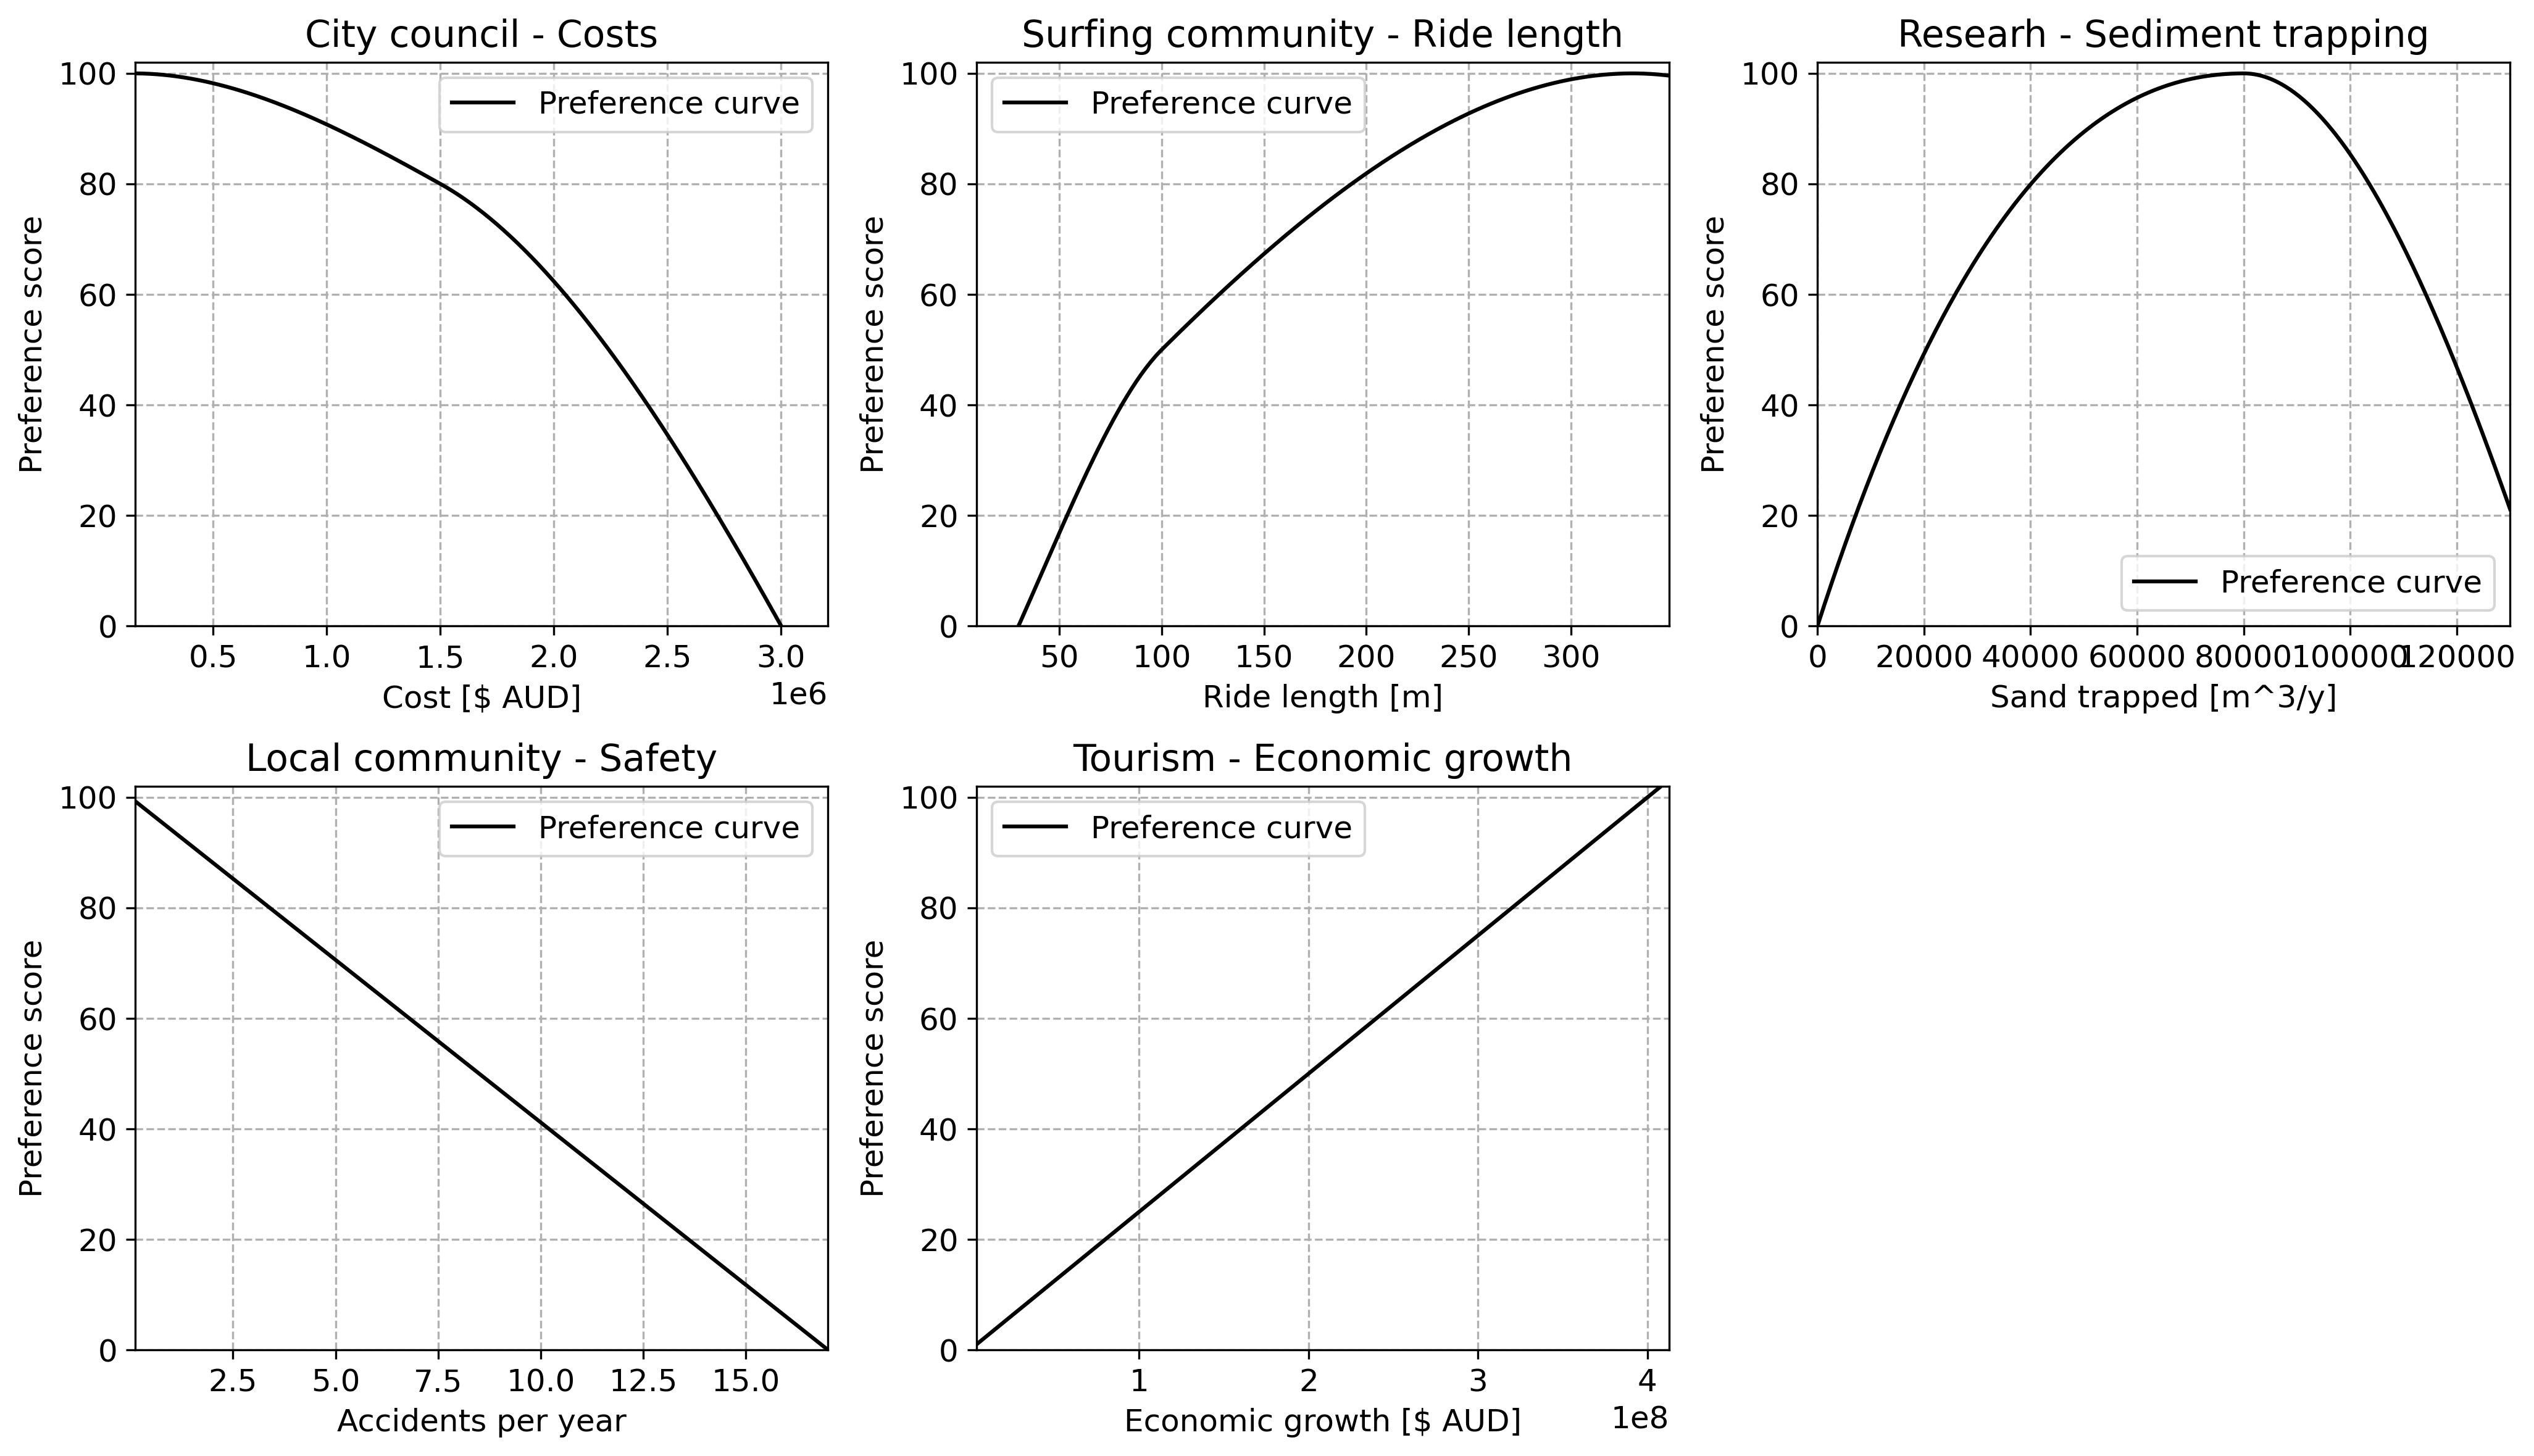 City council - Costs
Preference score
100
80
60
40
20
0
Preference curve
0.5 1.0 1.5 2.0 2.5 3.0
1e6
Cost [$ AUD]
Surfing community - Ride length
Preference score
100
80
60
40
20
0
Preference curve
50 100 150 200 250 300
Ride length [m]
Researh - Sediment trapping
Preference score
100
80
60
40
20
0
Preference curve
0 20000 40000 60000 80000 100000 120000
Sand trapped [m^3/y]
Local community - Safety
Preference score
100
80
60
40
20
0
Preference curve
2.5 5.0 7.5 10.0 12.5 15.0
Accidents per year
Tourism - Economic growth
Preference score
100
80
60
40
20
0
Preference curve
1 2 3 4
1e8
Economic growth [$ AUD]